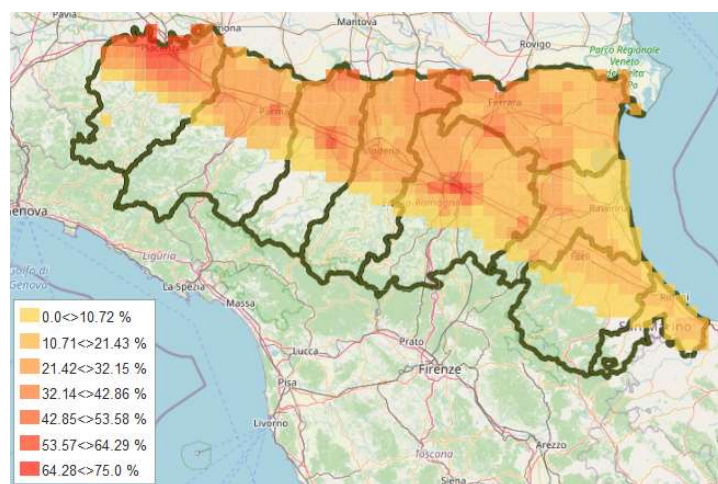 Pavia
Mantova
Rovigo
Parco Regionale
Veneto
Ferrara
Parma
Modena
Ravenna
Forlì
San Marino
Genova
Golfo di
Genova
Liguria
La Spezia
Massa
Lucca
Prato
Firenze
Pisa
Livorno
Arezzo
Toscana
Siena
0.0<>10.72 %
10.71<>21.43 %
21.42<>32.15 %
32.14<>42.86 %
42.85<>53.58 %
53.57<>64.29 %
64.28<>75.0 %